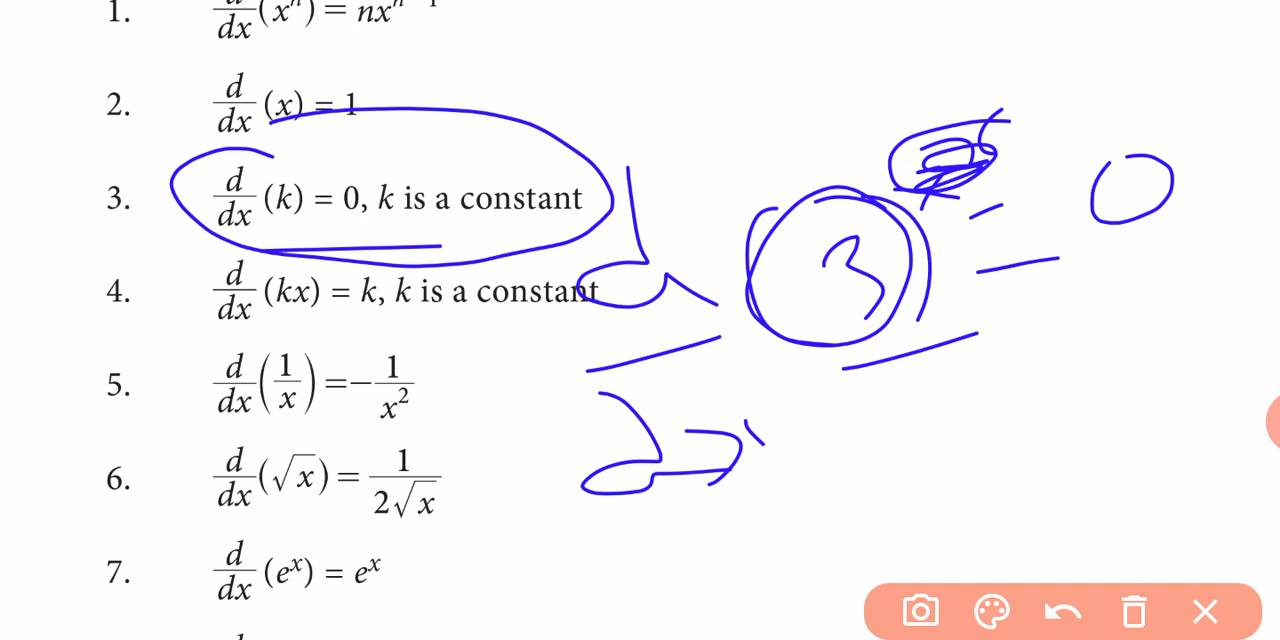 1. d/dx (xⁿ) = nxⁿ⁻¹
2. d/dx (x) = 1
3. d/dx (k) = 0, k is a constant
4. d/dx (kx) = k, k is a constant
5. d/dx (1/x) = −1/x²
6. d/dx (√x) = 1/(2√x)
7. d/dx (eˣ) = eˣ
d/dx (3) = 0